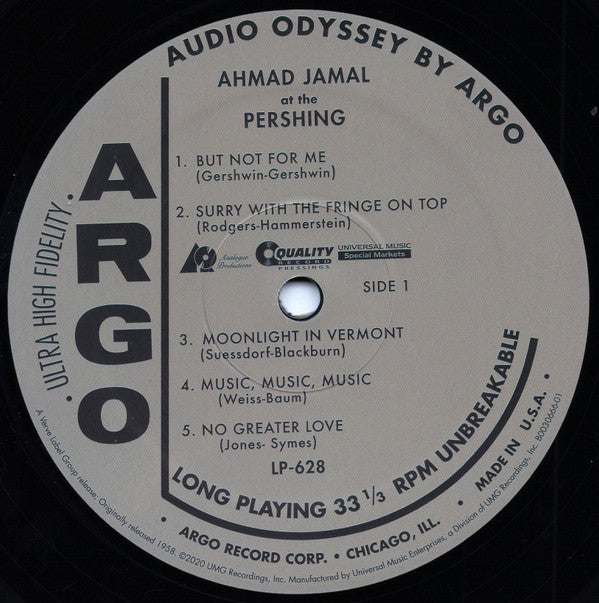 AUDIO ODYSSEY BY ARGO
AHMAD JAMAL
at the
PERSHING
1. BUT NOT FOR ME
(Gershwin-Gershwin)
2. SURRY WITH THE FRINGE ON TOP
(Rodgers-Hammerstein)
Analogue
Productions
QUALITY
RECORD
PRESSINGS
UNIVERSAL MUSIC
Special Markets
SIDE 1
3. MOONLIGHT IN VERMONT
(Suessdorf-Blackburn)
4. MUSIC, MUSIC, MUSIC
(Weiss-Baum)
5. NO GREATER LOVE
(Jones- Symes)
LP-628
ARGO
• ULTRA HIGH FIDELITY •
LONG PLAYING 33 1/3 RPM UNBREAKABLE
• ARGO RECORD CORP. • CHICAGO, ILL. • MADE IN U.S.A. •
A Verve Label Group release. Originally released 1958. ©2020 UMG Recordings, Inc. Manufactured by Universal Music Enterprises, a Division of UMG Recordings, Inc. B0030666-01